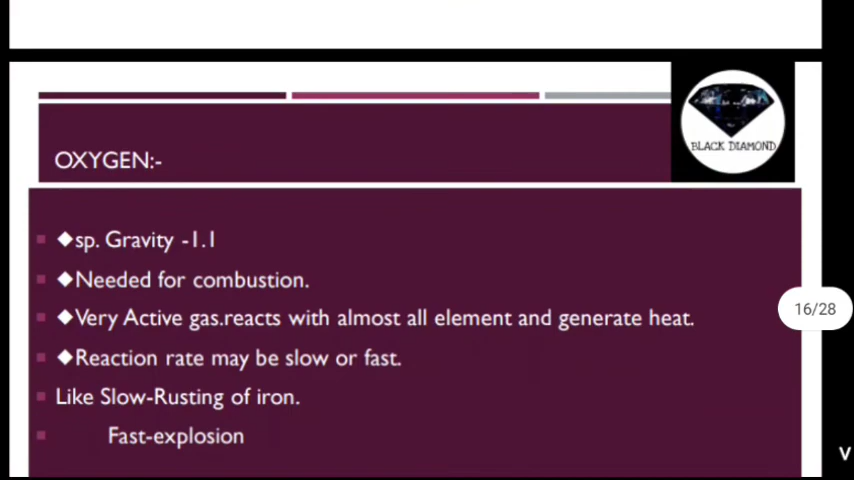 BLACK DIAMOND
OXYGEN:-
◆sp. Gravity -1.1
◆Needed for combustion.
16/28
◆Very Active gas.reacts with almost all element and generate heat.
◆Reaction rate may be slow or fast.
Like Slow-Rusting of iron.
Fast-explosion
V